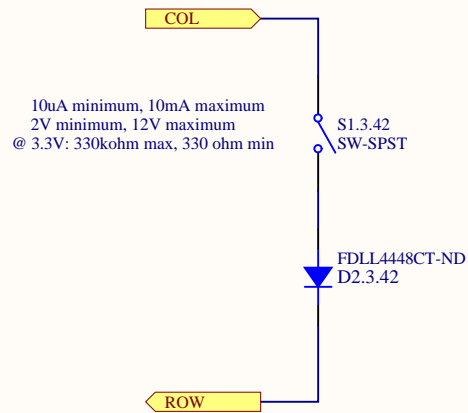 COL
10uA minimum, 10mA maximum
2V minimum, 12V maximum
@ 3.3V: 330kohm max, 330 ohm min
S1.3.42
SW-SPST
FDLL4448CT-ND
D2.3.42
ROW